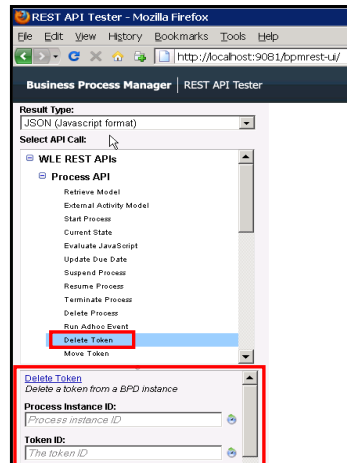 REST API Tester - Mozilla Firefox
File Edit View History Bookmarks Tools Help
http://localhost:9081/bpmrest-ui/
Business Process Manager | REST API Tester
Result Type:
JSON (Javascript format)
Select API Call:
WLE REST APIs
Process API
Retrieve Model
External Activity Model
Start Process
Current State
Evaluate JavaScript
Update Due Date
Suspend Process
Resume Process
Terminate Process
Delete Process
Run Adhoc Event
Delete Token
Move Token
Delete Token
Delete a token from a BPD instance
Process Instance ID:
Process instance ID
Token ID:
The token ID